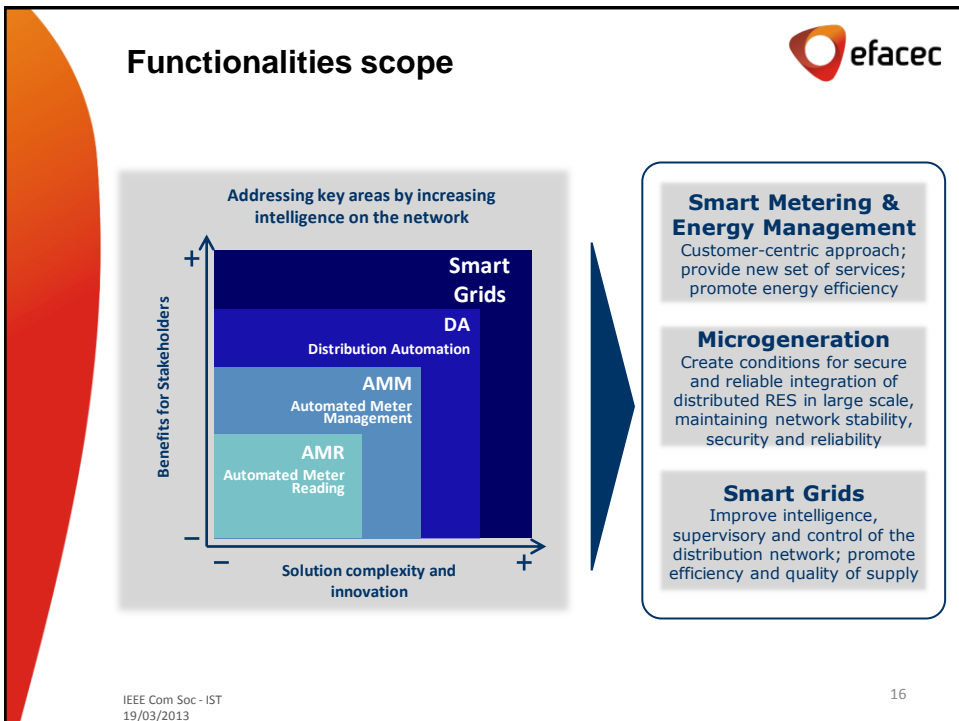 Functionalities scope
efacec
Addressing key areas by increasing
intelligence on the network
+
Benefits for Stakeholders
−
Smart
Grids
DA
Distribution Automation
AMM
Automated Meter
Management
AMR
Automated Meter
Reading
−
+
Solution complexity and
innovation
Smart Metering &
Energy Management
Customer-centric approach;
provide new set of services;
promote energy efficiency
Microgeneration
Create conditions for secure
and reliable integration of
distributed RES in large scale,
maintaining network stability,
security and reliability
Smart Grids
Improve intelligence,
supervisory and control of the
distribution network; promote
efficiency and quality of supply
IEEE Com Soc - IST
19/03/2013
16